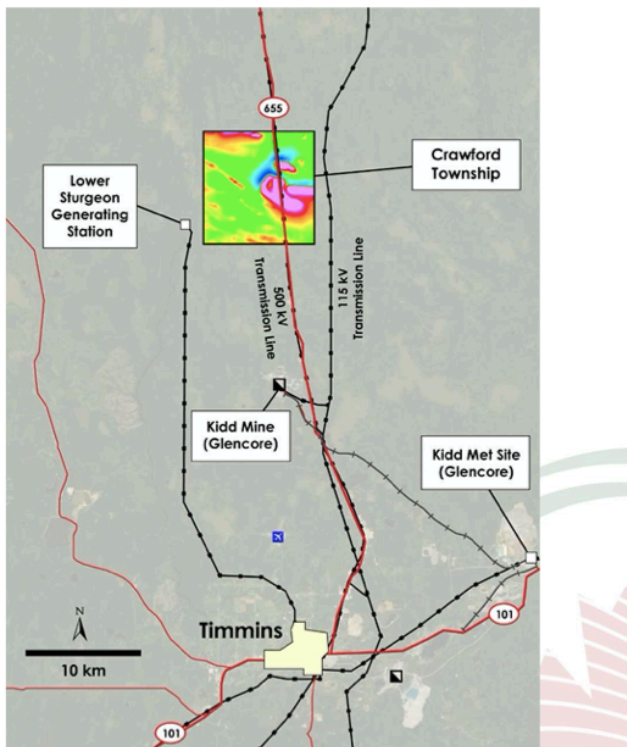 655
Crawford
Township
Lower
Sturgeon
Generating
Station
500 kV
Transmission Line
115 kV
Transmission Line
Kidd Mine
(Glencore)
Kidd Met Site
(Glencore)
N
10 km
Timmins
101
101